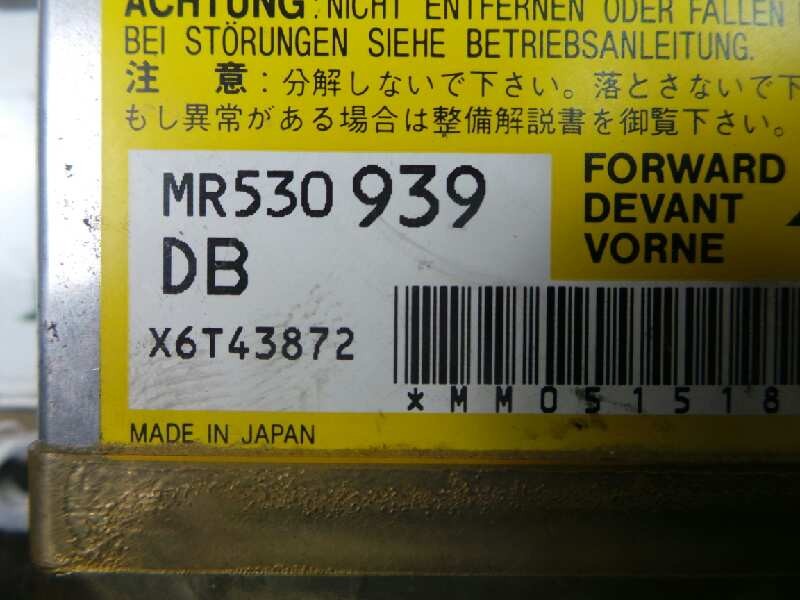 ACHTUNG: NICHT ENTFERNEN ODER FALLEN
BEI STÖRUNGEN SIEHE BETRIEBSANLEITUNG.
注 意：分解しないで下さい。落とさないで下
もし異常がある場合は整備解説書を御覧下さい。
MR530 939
DB
X6T43872
FORWARD
DEVANT
VORNE
*MM051518
MADE IN JAPAN